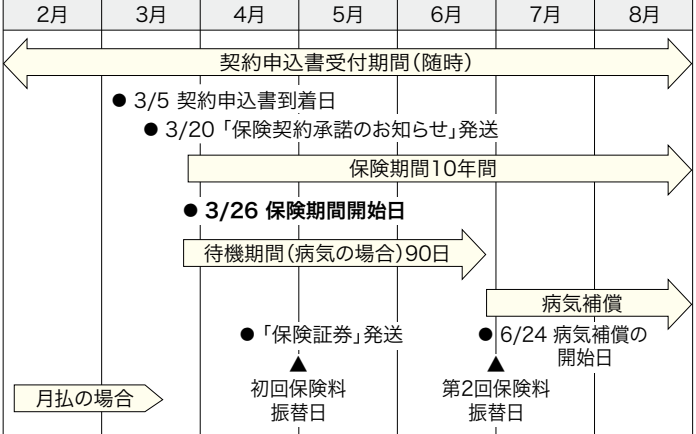 2月 3月 4月 5月 6月 7月 8月
契約申込書受付期間(随時)
● 3/5 契約申込書到着日
● 3/20 「保険契約承諾のお知らせ」発送
保険期間10年間
● 3/26 保険期間開始日
待機期間(病気の場合)90日
病気補償
● 「保険証券」発送
● 6/24 病気補償の
開始日
▲
初回保険料
振替日
▲
第2回保険料
振替日
月払の場合